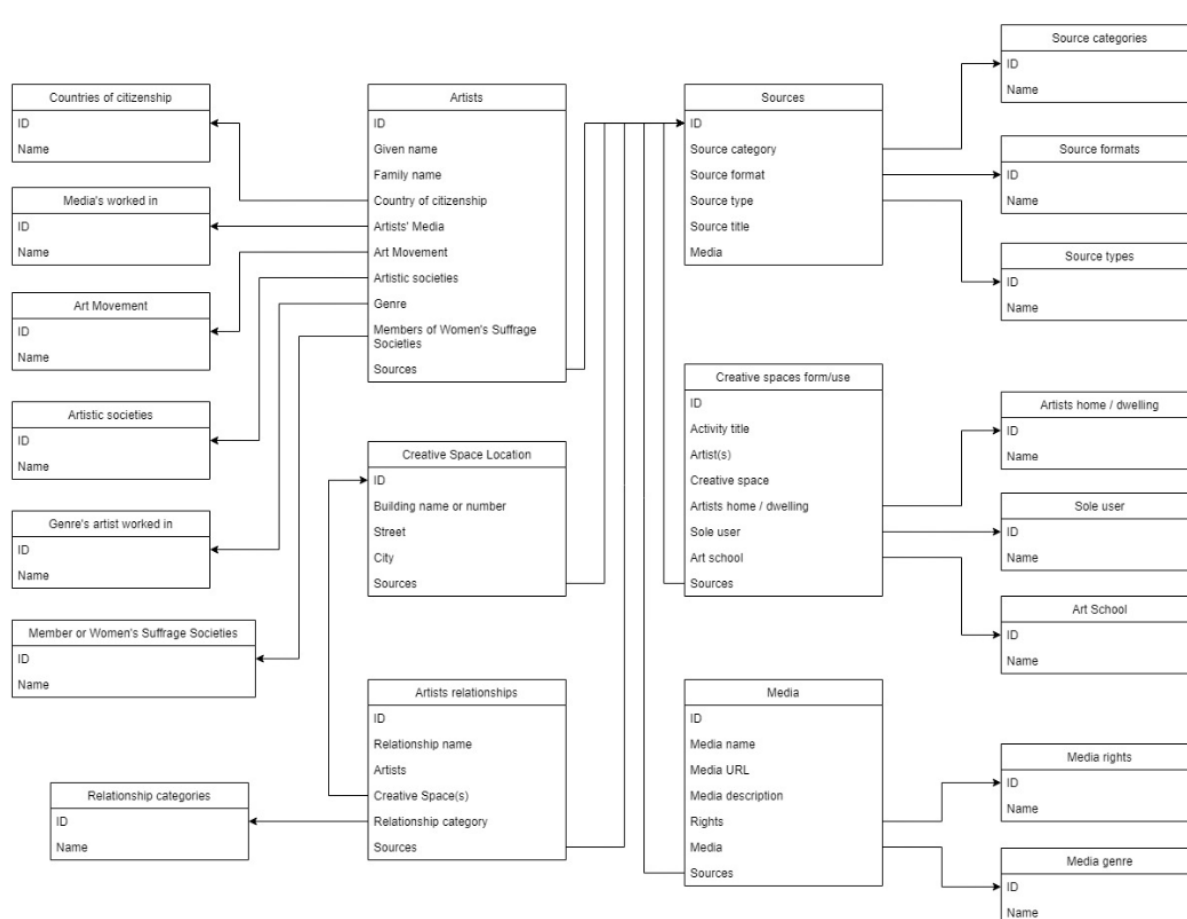 Countries of citizenship
ID
Name
Media's worked in
ID
Name
Art Movement
ID
Name
Artistic societies
ID
Name
Genre's artist worked in
ID
Name
Member or Women's Suffrage Societies
ID
Name
Relationship categories
ID
Name
Artists
ID
Given name
Family name
Country of citizenship
Artists' Media
Art Movement
Artistic societies
Genre
Members of Women's Suffrage
Societies
Sources
Creative Space Location
ID
Building name or number
Street
City
Sources
Artists relationships
ID
Relationship name
Artists
Creative Space(s)
Relationship category
Sources
Sources
ID
Source category
Source format
Source type
Source title
Media
Creative spaces form/use
ID
Activity title
Artist(s)
Creative space
Artists home / dwelling
Sole user
Art school
Sources
Media
ID
Media name
Media URL
Media description
Rights
Media
Sources
Source categories
ID
Name
Source formats
ID
Name
Source types
ID
Name
Artists home / dwelling
ID
Name
Sole user
ID
Name
Art School
ID
Name
Media rights
ID
Name
Media genre
ID
Name